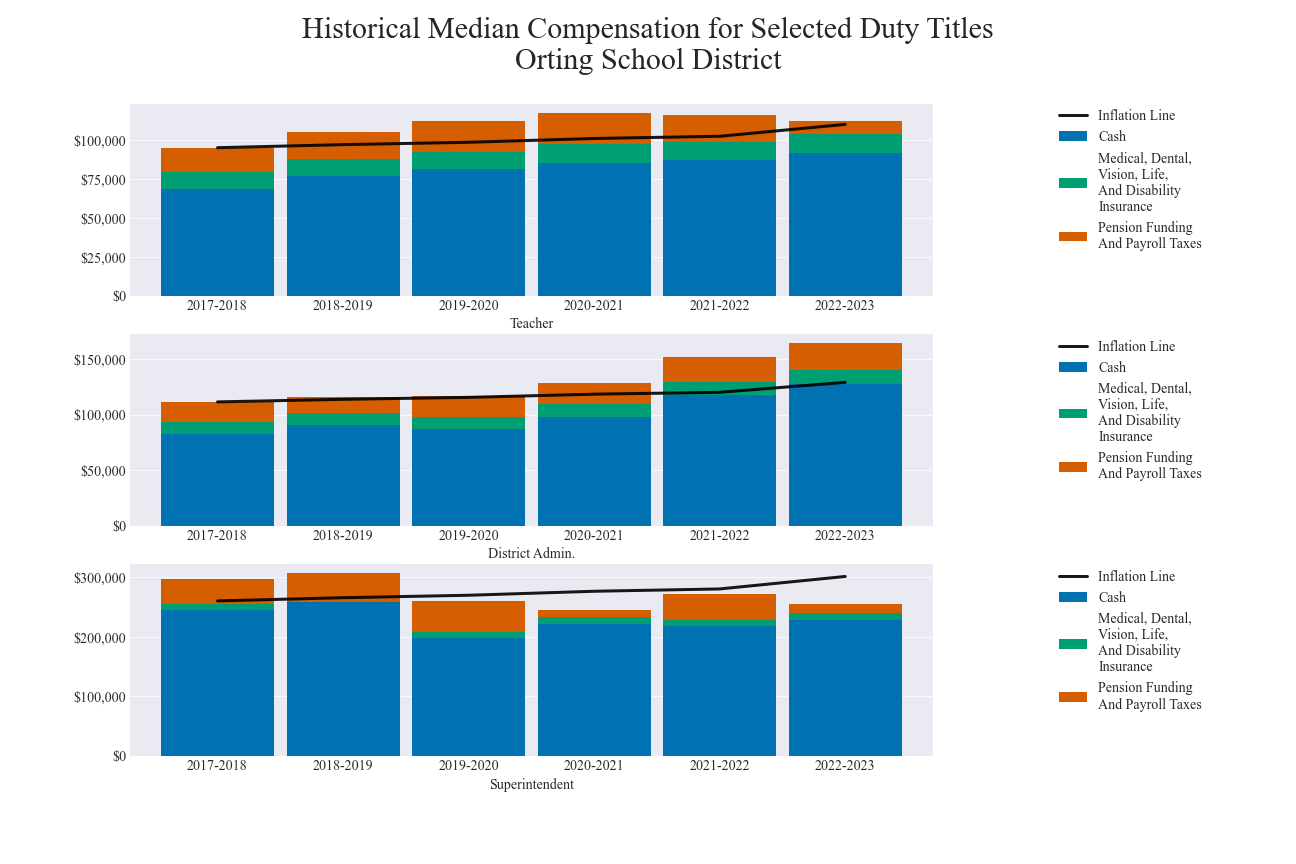 Historical Median Compensation for Selected Duty Titles
Orting School District
$100,000
$75,000
$50,000
$25,000
$0
2017-2018 2018-2019 2019-2020 2020-2021 2021-2022 2022-2023
Teacher
Inflation Line
Cash
Medical, Dental,
Vision, Life,
And Disability
Insurance
Pension Funding
And Payroll Taxes
$150,000
$100,000
$50,000
$0
2017-2018 2018-2019 2019-2020 2020-2021 2021-2022 2022-2023
District Admin.
Inflation Line
Cash
Medical, Dental,
Vision, Life,
And Disability
Insurance
Pension Funding
And Payroll Taxes
$300,000
$200,000
$100,000
$0
2017-2018 2018-2019 2019-2020 2020-2021 2021-2022 2022-2023
Superintendent
Inflation Line
Cash
Medical, Dental,
Vision, Life,
And Disability
Insurance
Pension Funding
And Payroll Taxes